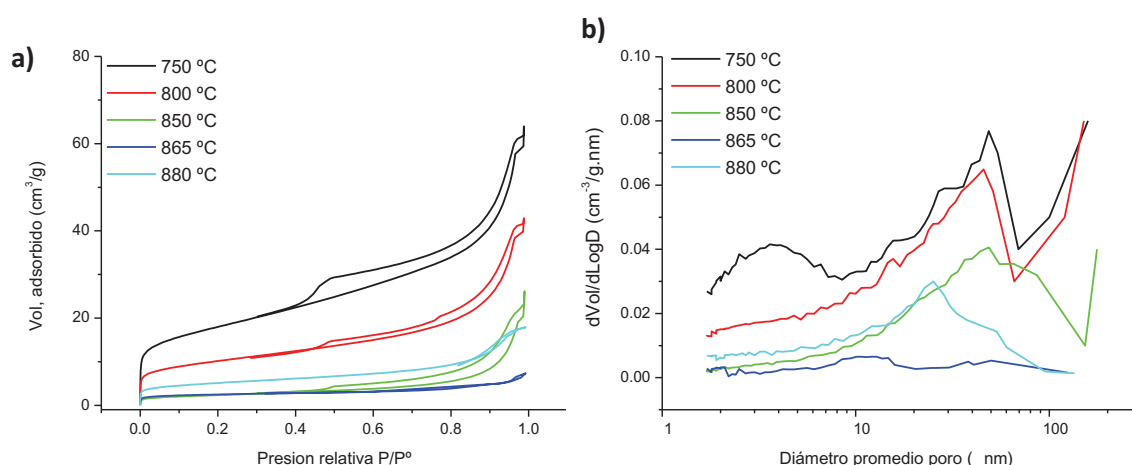 a)
750 ºC
800 ºC
850 ºC
865 ºC
880 ºC
80
60
40
20
0
Vol, adsorbido (cm³/g)
0.0 0.2 0.4 0.6 0.8 1.0
Presion relativa P/Pº
b)
750 ºC
800 ºC
850 ºC
865 ºC
880 ºC
0.10
0.08
0.06
0.04
0.02
0.00
dVol/dLogD (cm⁻³/g.nm)
1 10 100
Diámetro promedio poro ( nm)